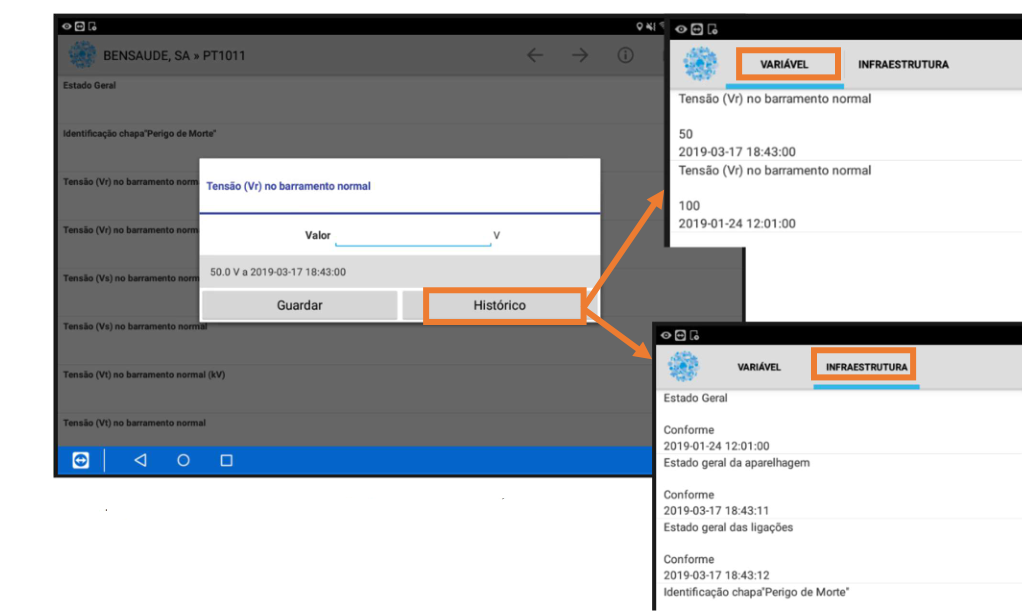 BENSAUDE, SA » PT1011
Estado Geral
Identificação chapa"Perigo de Morte"
Tensão (Vr) no barramento norm
Tensão (Vr) no barramento norm
Tensão (Vs) no barramento norm
Tensão (Vs) no barramento normal
Tensão (Vt) no barramento normal (kV)
Tensão (Vt) no barramento normal
Tensão (Vr) no barramento normal
Valor V
50.0 V a 2019-03-17 18:43:00
Guardar Histórico
VARIÁVEL INFRAESTRUTURA
Tensão (Vr) no barramento normal
50
2019-03-17 18:43:00
Tensão (Vr) no barramento normal
100
2019-01-24 12:01:00
VARIÁVEL INFRAESTRUTURA
Estado Geral
Conforme
2019-01-24 12:01:00
Estado geral da aparelhagem
Conforme
2019-03-17 18:43:11
Estado geral das ligações
Conforme
2019-03-17 18:43:12
Identificação chapa"Perigo de Morte"